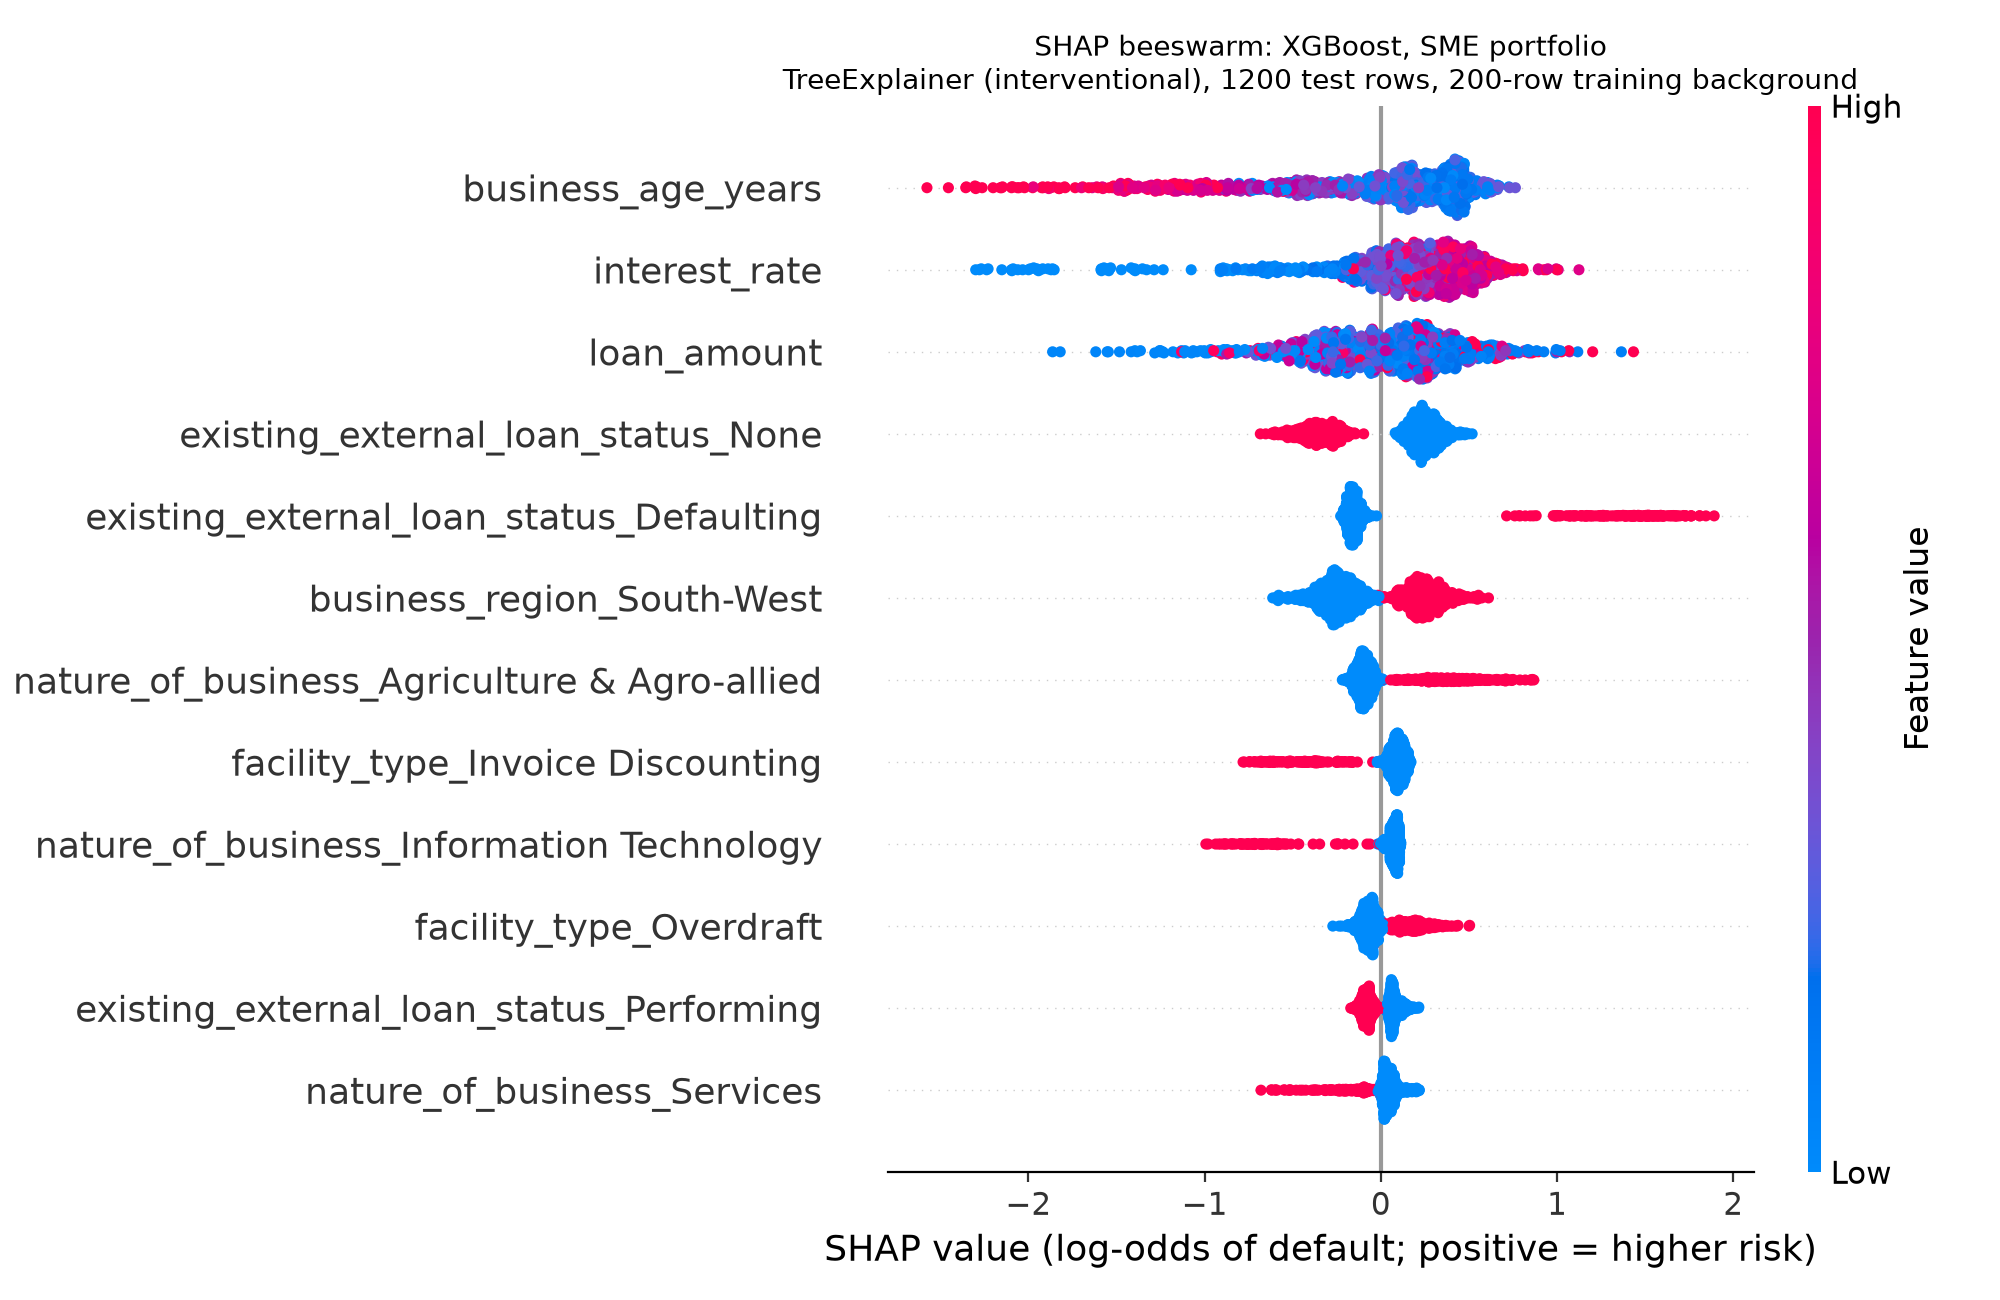 SHAP beeswarm: XGBoost, SME portfolio
TreeExplainer (interventional), 1200 test rows, 200-row training background
High
business_age_years
interest_rate
loan_amount
existing_external_loan_status_None
existing_external_loan_status_Defaulting
business_region_South-West
nature_of_business_Agriculture & Agro-allied
facility_type_Invoice Discounting
nature_of_business_Information Technology
facility_type_Overdraft
existing_external_loan_status_Performing
nature_of_business_Services
Feature value
Low
−2 −1 0 1 2
SHAP value (log-odds of default; positive = higher risk)